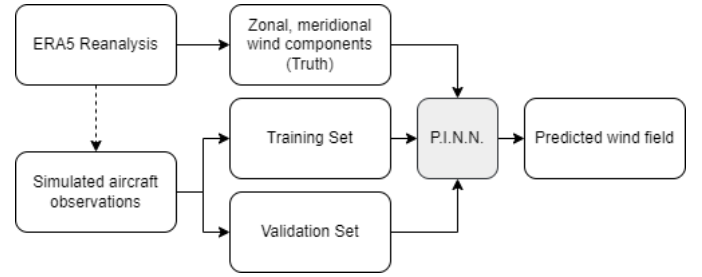 ERA5 Reanalysis
Zonal, meridional
wind components
(Truth)
Training Set
P.I.N.N.
Predicted wind field
Simulated aircraft
observations
Validation Set